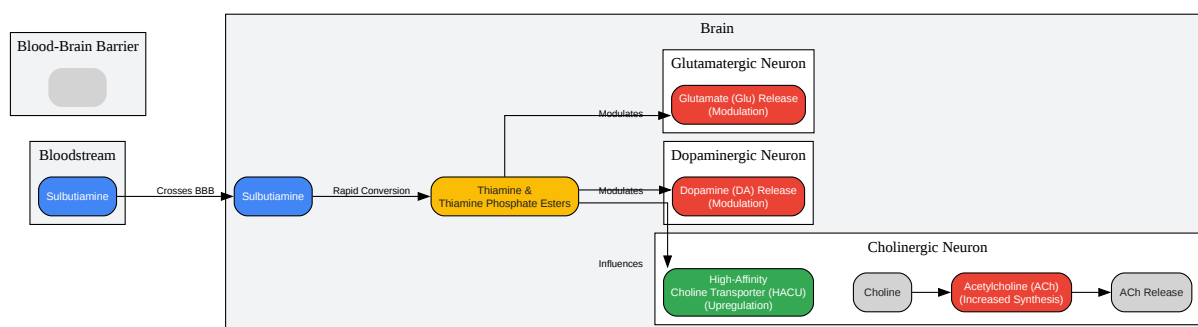 Brain
Blood-Brain Barrier
Glutamatergic Neuron
Glutamate (Glu) Release
(Modulation)
Modulates
Bloodstream
Dopaminergic Neuron
Sulbutiamine
Crosses BBB
Sulbutiamine
Rapid Conversion
Thiamine &
Thiamine Phosphate Esters
Modulates
Dopamine (DA) Release
(Modulation)
Cholinergic Neuron
Influences
High-Affinity
Choline Transporter (HACU)
(Upregulation)
Choline
Acetylcholine (ACh)
(Increased Synthesis)
ACh Release